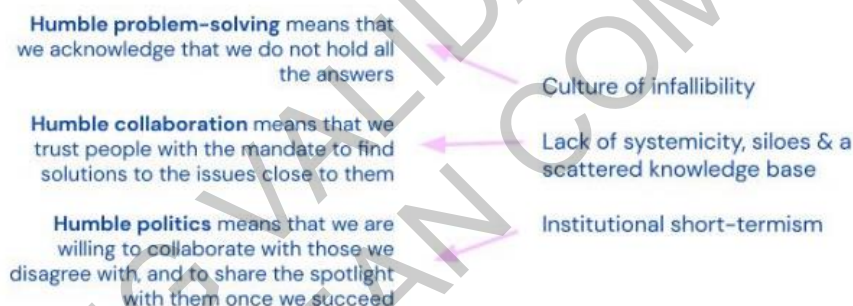 Humble problem-solving means that
we acknowledge that we do not hold all
the answers
Humble collaboration means that we
trust people with the mandate to find
solutions to the issues close to them
Humble politics means that we are
willing to collaborate with those we
disagree with, and to share the spotlight
with them once we succeed
Culture of infallibility
Lack of systemicity, siloes & a
scattered knowledge base
Institutional short-termism